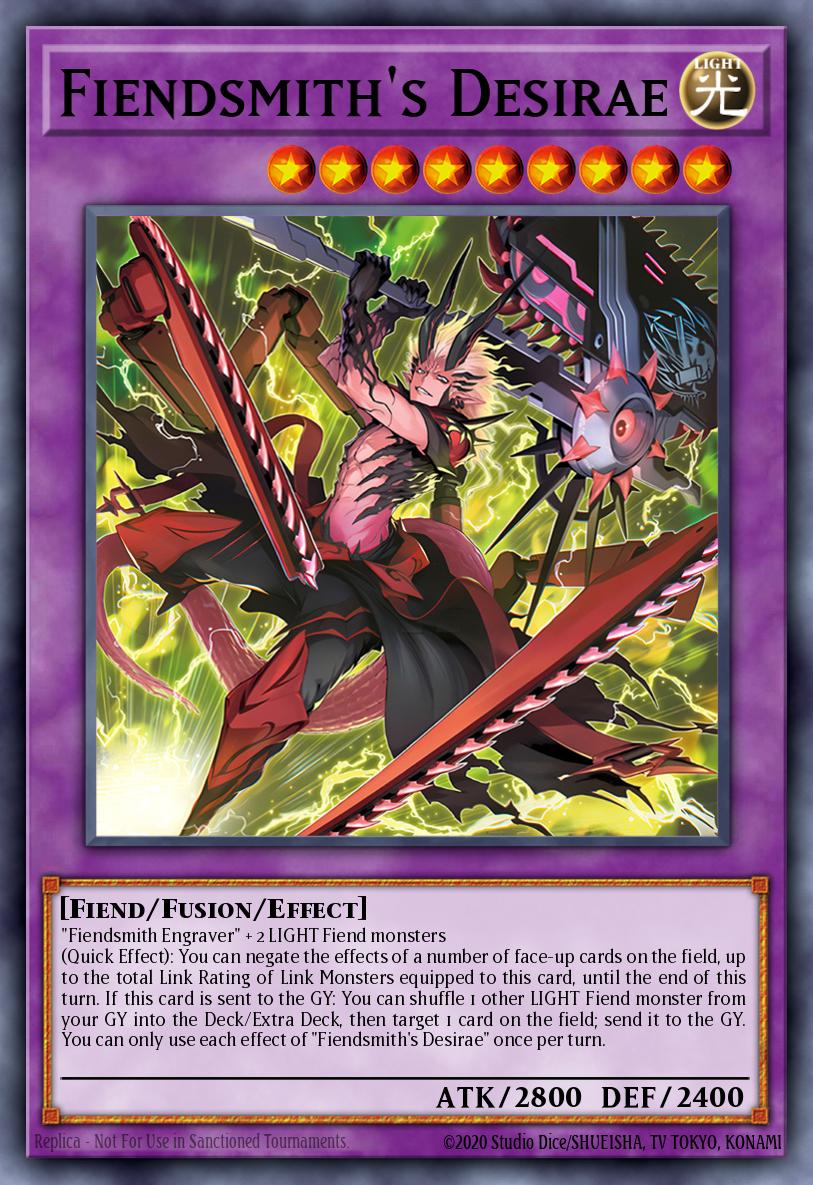 Fiendsmith's Desirae
LIGHT
光
[Fiend/Fusion/Effect]
"Fiendsmith Engraver" + 2 LIGHT Fiend monsters
(Quick Effect): You can negate the effects of a number of face-up cards on the field, up
to the total Link Rating of Link Monsters equipped to this card, until the end of this
turn. If this card is sent to the GY: You can shuffle 1 other LIGHT Fiend monster from
your GY into the Deck/Extra Deck, then target 1 card on the field; send it to the GY.
You can only use each effect of "Fiendsmith's Desirae" once per turn.
ATK/2800 DEF/2400
Replica - Not For Use in Sanctioned Tournaments.
©2020 Studio Dice/SHUEISHA, TV TOKYO, KONAMI